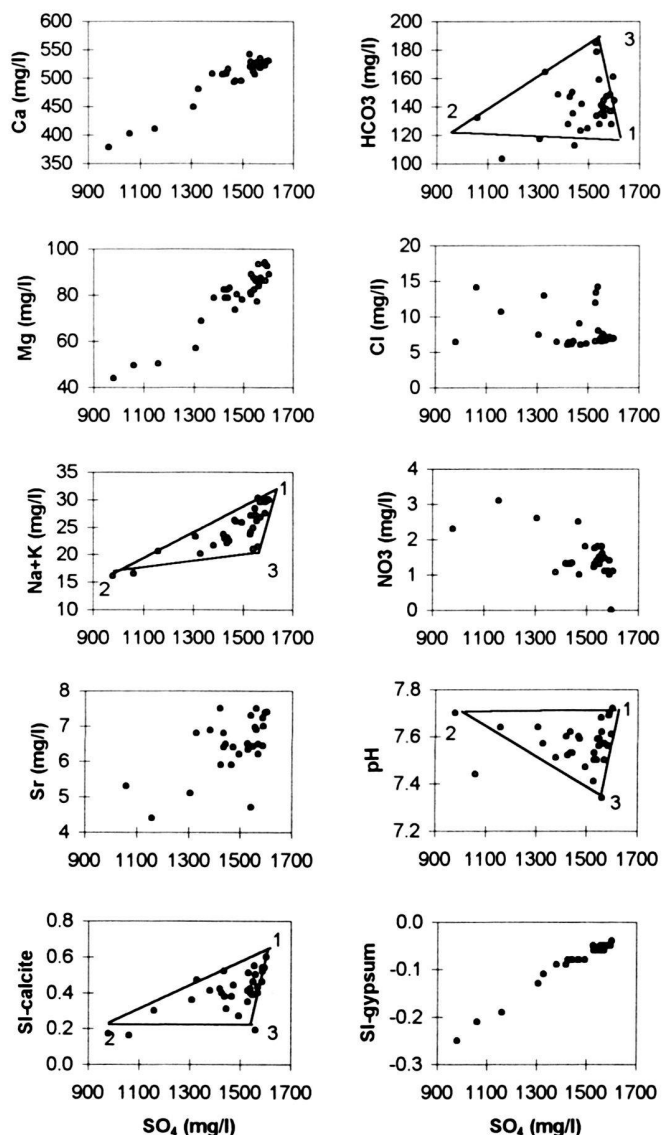 Ca (mg/l)
600
550
500
450
400
350
900 1100 1300 1500 1700
HCO3 (mg/l)
200
180
160
140
120
100
3
2
1
900 1100 1300 1500 1700
Mg (mg/l)
100
80
60
40
900 1100 1300 1500 1700
Cl (mg/l)
20
15
10
5
0
900 1100 1300 1500 1700
Na+K (mg/l)
35
30
25
20
15
10
1
2
3
900 1100 1300 1500 1700
NO3 (mg/l)
4
3
2
1
0
900 1100 1300 1500 1700
Sr (mg/l)
8
7
6
5
4
900 1100 1300 1500 1700
pH
7.8
7.6
7.4
7.2
1
2
3
900 1100 1300 1500 1700
SI-calcite
0.8
0.6
0.4
0.2
0.0
1
2
3
900 1100 1300 1500 1700
SO₄ (mg/l)
SI-gypsum
0.0
-0.1
-0.2
-0.3
900 1100 1300 1500 1700
SO₄ (mg/l)